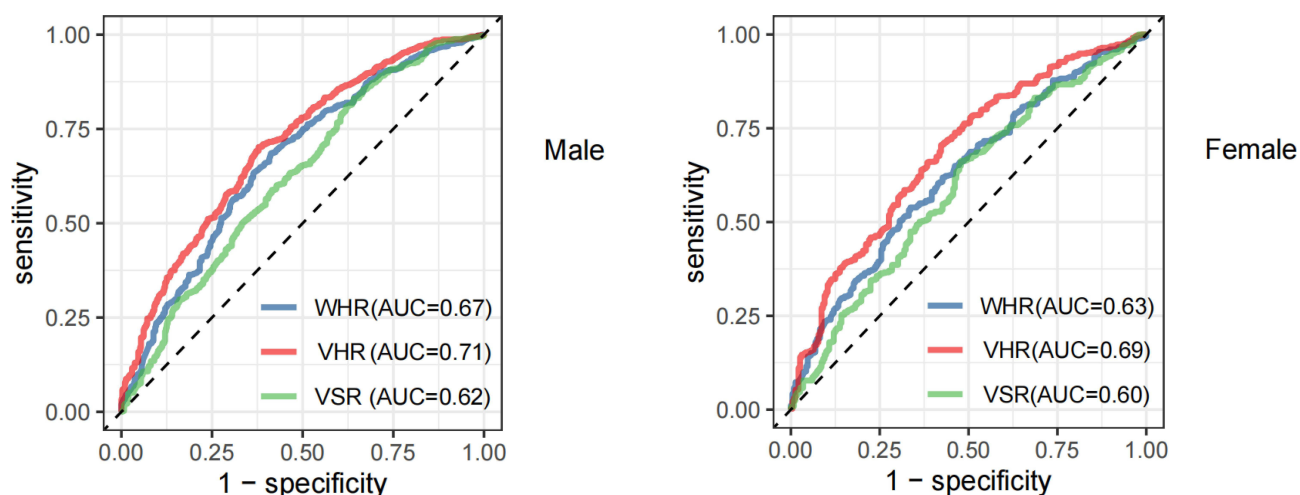 1.00
0.75
0.50
0.25
0.00
sensitivity
WHR(AUC=0.67)
VHR (AUC=0.71)
VSR (AUC=0.62)
0.00 0.25 0.50 0.75 1.00
1 − specificity
Male
1.00
0.75
0.50
0.25
0.00
sensitivity
WHR(AUC=0.63)
VHR(AUC=0.69)
VSR(AUC=0.60)
0.00 0.25 0.50 0.75 1.00
1 − specificity
Female